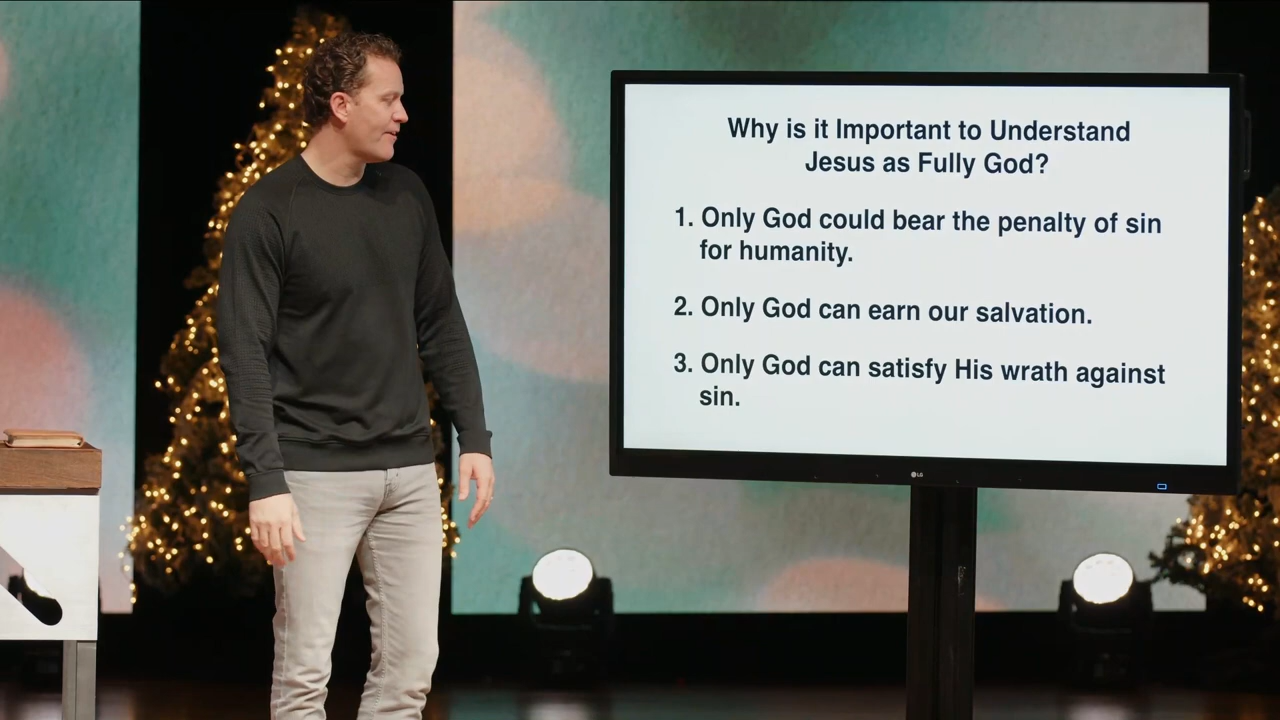 Why is it Important to Understand
Jesus as Fully God?
1. Only God could bear the penalty of sin
for humanity.
2. Only God can earn our salvation.
3. Only God can satisfy His wrath against
sin.
LG